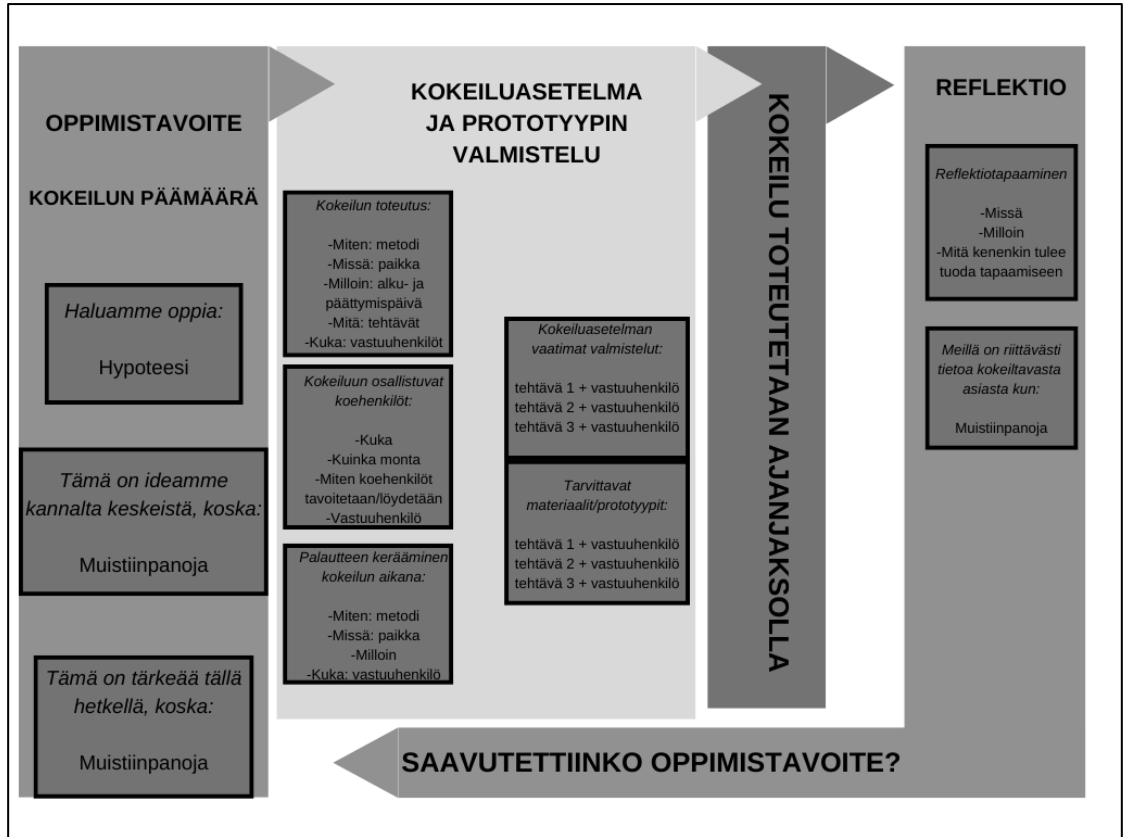 OPPIMISTAVOITE
KOKEILUN PÄÄMÄÄRÄ
Haluamme oppia:
Hypoteesi
Tämä on ideamme
kannalta keskeistä, koska:
Muistiinpanoja
Tämä on tärkeää tällä
hetkellä, koska:
Muistiinpanoja
KOKEILUASETELMA
JA PROTOTYYPIN
VALMISTELU
Kokeilun toteutus:
-Miten: metodi
-Missä: paikka
-Milloin: alku- ja
päättymispäivä
-Mitä: tehtävät
-Kuka: vastuuhenkilöt
Kokeiluun osallistuvat
koehenkilöt:
-Kuka
-Kuinka monta
-Miten koehenkilöt
tavoitetaan/löydetään
-Vastuuhenkilö
Palautteen kerääminen
kokeilun aikana:
-Miten: metodi
-Missä: paikka
-Milloin
-Kuka: vastuuhenkilö
Kokeiluasetelman
vaatimat valmistelut:
tehtävä 1 + vastuuhenkilö
tehtävä 2 + vastuuhenkilö
tehtävä 3 + vastuuhenkilö
Tarvittavat
materiaalit/prototyypit:
tehtävä 1 + vastuuhenkilö
tehtävä 2 + vastuuhenkilö
tehtävä 3 + vastuuhenkilö
KOKEILU TOTEUTETAAN AJANJAKSOLLA
REFLEKTIO
Reflektiotapaaminen
-Missä
-Milloin
-Mitä kenenkin tulee
tuoda tapaamiseen
Meillä on riittävästi
tietoa kokeiltavasta
asiasta kun:
Muistiinpanoja
SAAVUTETTIINKO OPPIMISTAVOITE?